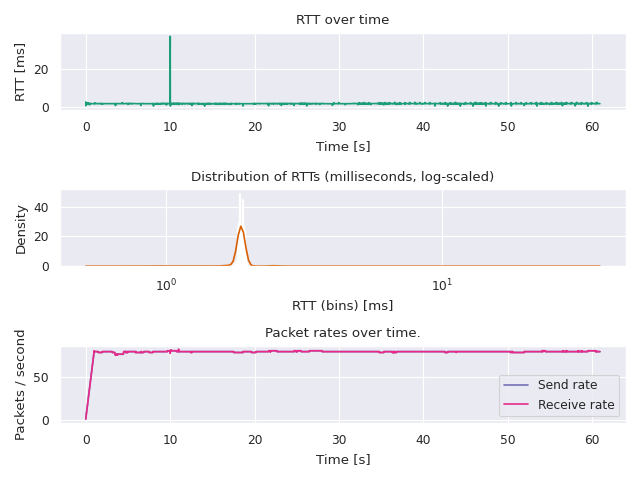 RTT over time
RTT [ms]
20
0
0 10 20 30 40 50 60
Time [s]
Distribution of RTTs (milliseconds, log-scaled)
Density
40
20
0
10^0 10^1
RTT (bins) [ms]
Packet rates over time.
Packets / second
50
0
Send rate
Receive rate
0 10 20 30 40 50 60
Time [s]